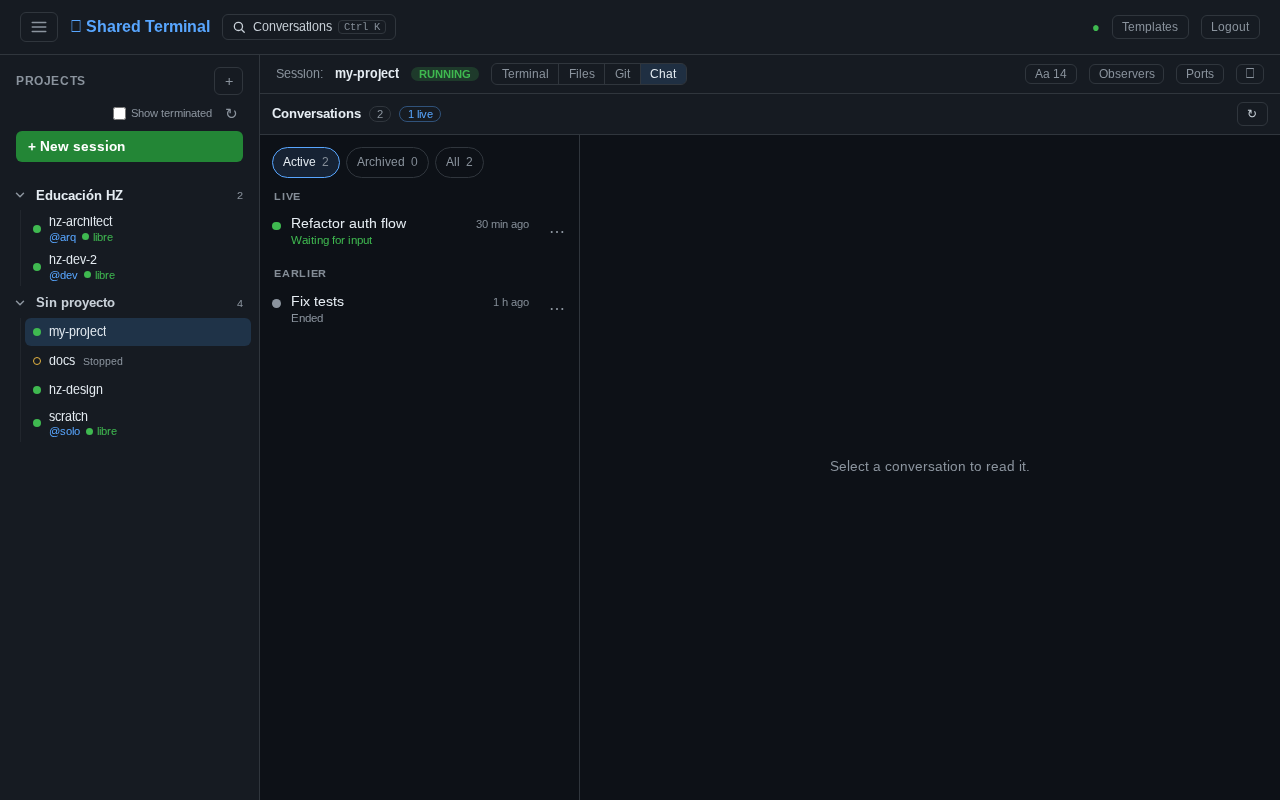 Shared Terminal
Conversations Ctrl K
Templates
Logout
PROJECTS
+
Show terminated
+ New session
Educación HZ 2
hz-architect
@arq libre
hz-dev-2
@dev libre
Sin proyecto 4
my-project
docs Stopped
hz-design
scratch
@solo libre
Session: my-project RUNNING
Terminal Files Git Chat
Aa 14 Observers Ports
Conversations 2 1 live
Active 2 Archived 0 All 2
LIVE
Refactor auth flow 30 min ago
Waiting for input
EARLIER
Fix tests 1 h ago
Ended
Select a conversation to read it.